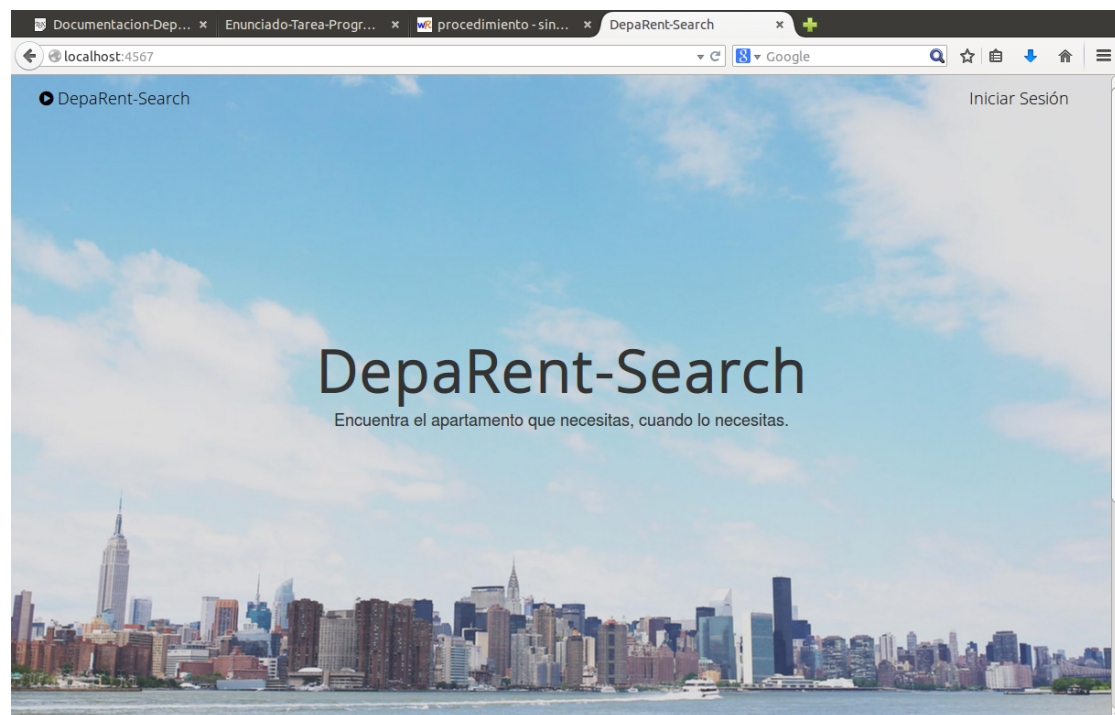 Documentacion-Dep...
Enunciado-Tarea-Progr...
procedimiento - sin...
DepaRent-Search
localhost:4567
Google
DepaRent-Search
Iniciar Sesión
DepaRent-Search
Encuentra el apartamento que necesitas, cuando lo necesitas.